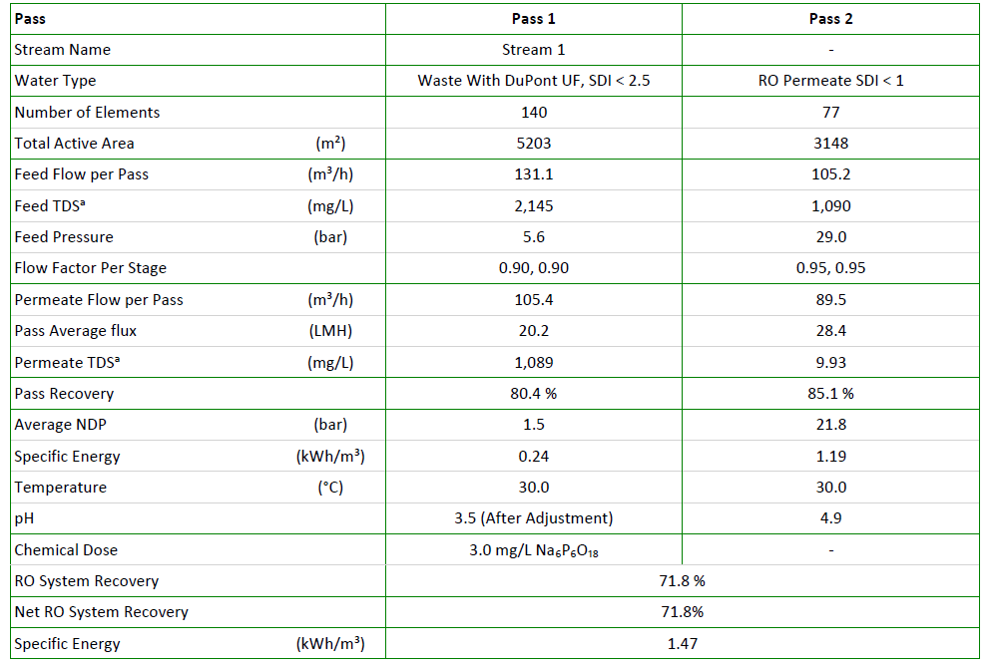 Pass Pass 1 Pass 2
Stream Name Stream 1 -
Water Type Waste With DuPont UF, SDI < 2.5 RO Permeate SDI < 1
Number of Elements 140 77
Total Active Area (m²) 5203 3148
Feed Flow per Pass (m³/h) 131.1 105.2
Feed TDSᵃ (mg/L) 2,145 1,090
Feed Pressure (bar) 5.6 29.0
Flow Factor Per Stage 0.90, 0.90 0.95, 0.95
Permeate Flow per Pass (m³/h) 105.4 89.5
Pass Average flux (LMH) 20.2 28.4
Permeate TDSᵃ (mg/L) 1,089 9.93
Pass Recovery 80.4 % 85.1 %
Average NDP (bar) 1.5 21.8
Specific Energy (kWh/m³) 0.24 1.19
Temperature (°C) 30.0 30.0
pH 3.5 (After Adjustment) 4.9
Chemical Dose 3.0 mg/L Na₆P₆O₁₈ -
RO System Recovery 71.8 %
Net RO System Recovery 71.8%
Specific Energy (kWh/m³) 1.47